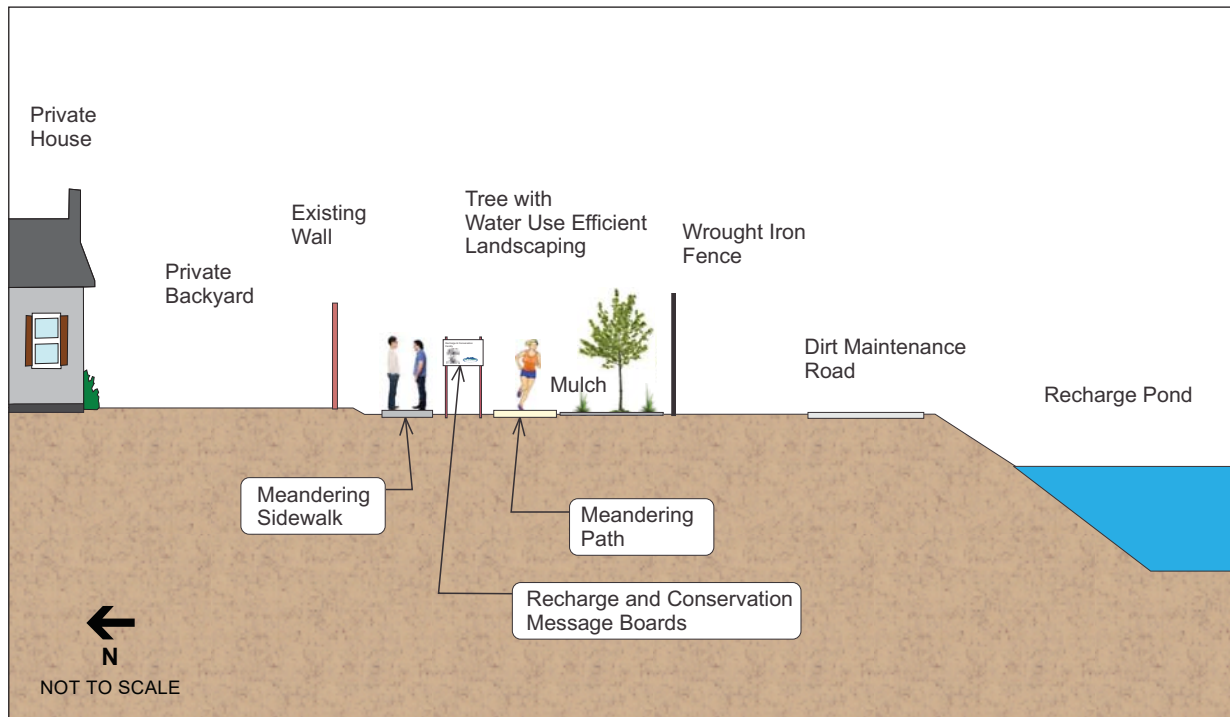 Private
House
Existing
Wall
Tree with
Water Use Efficient
Landscaping
Wrought Iron
Fence
Private
Backyard
Mulch
Dirt Maintenance
Road
Recharge Pond
Meandering
Sidewalk
Meandering
Path
Recharge and Conservation
Message Boards
N
NOT TO SCALE